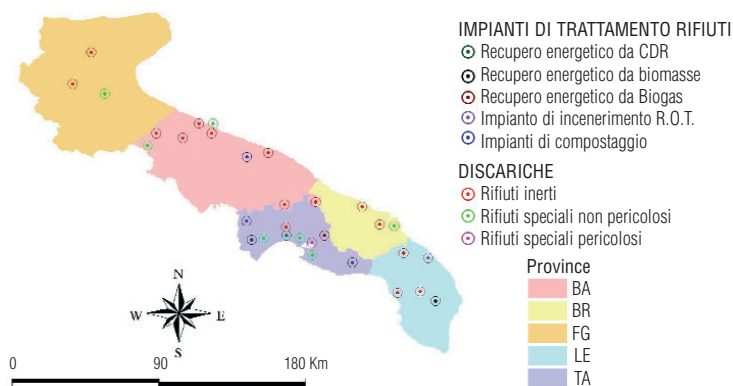 IMPIANTI DI TRATTAMENTO RIFIUTI
Recupero energetico da CDR
Recupero energetico da biomasse
Recupero energetico da Biogas
Impianto di incenerimento R.O.T.
Impianti di compostaggio
DISCARICHE
Rifiuti inerti
Rifiuti speciali non pericolosi
Rifiuti speciali pericolosi
Province
BA
BR
FG
LE
TA
N
W E
S
0 90 180 Km